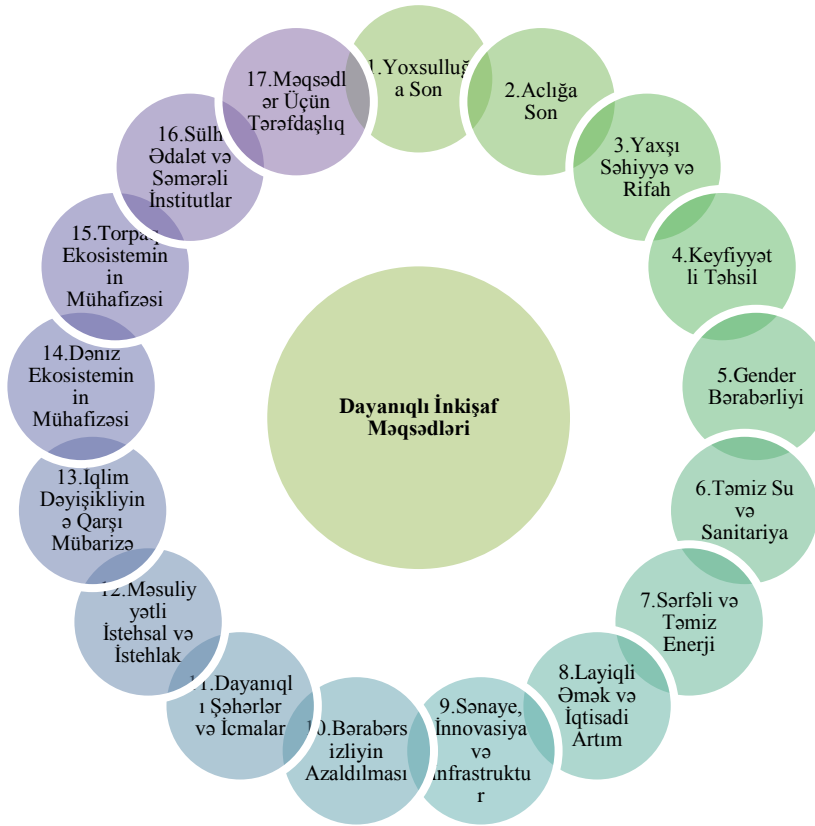 Dayanıqlı İnkişaf
Məqsədləri
1.Yoxsulluğ
a Son
2.Aclığa
Son
3.Yaxşı
Səhiyyə və
Rifah
4.Keyfiyyət
li Təhsil
5.Gender
Bərabərliyi
6.Təmiz Su
və
Sanitariya
7.Sərfəli və
Təmiz
Enerji
8.Layiqli
Əmək və
İqtisadi
Artım
9.Sənaye,
İnnovasiya
və
İnfrastruktu
r
10.Bərabərs
izliyin
Azaldılması
11.Dayanıql
ı Şəhərlər
və İcmalar
12.Məsuliy
yətli
İstehsal və
İstehlak
13.Iqlim
Dəyişikliyin
ə Qarşı
Mübarizə
14.Dəniz
Ekosistemin
in
Mühafizəsi
15.Torpaq
Ekosistemin
in
Mühafizəsi
16.Sülh
Ədalət və
Səmərəli
İnstitutlar
17.Məqsədl
ər Üçün
Tərəfdaşlıq